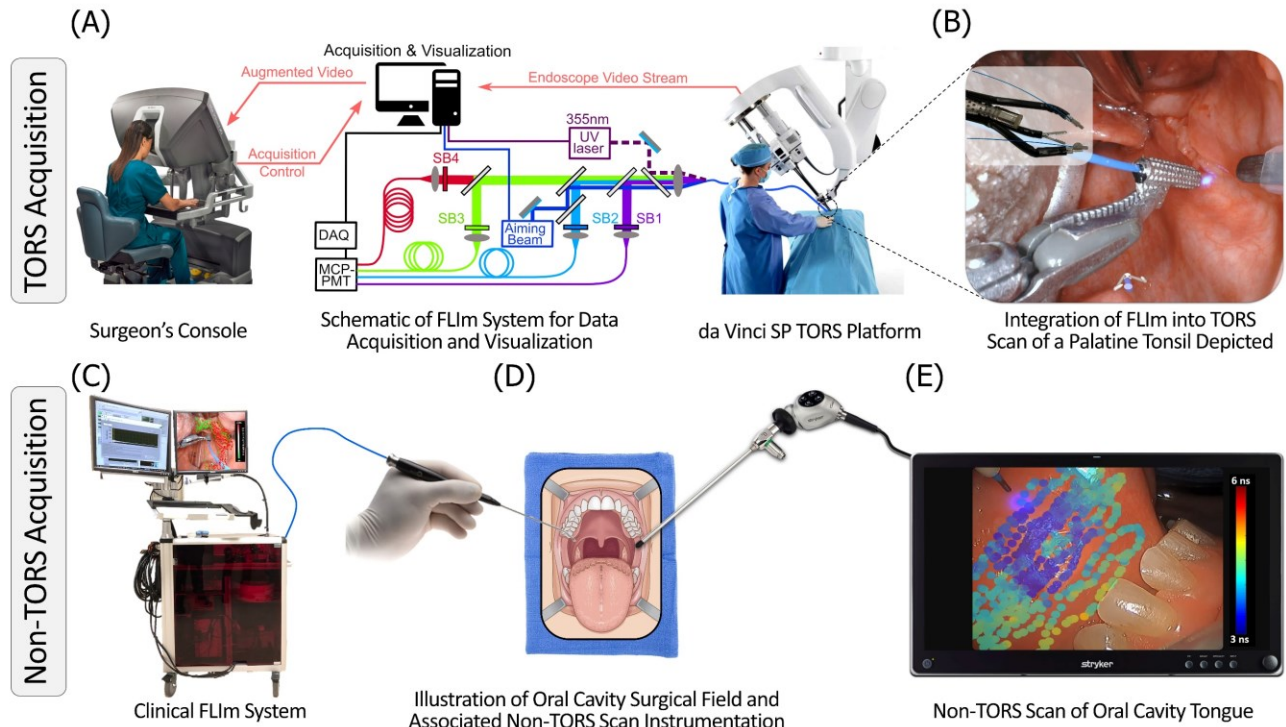 TORS Acquisition
(A)
Acquisition & Visualization
Augmented Video
Endoscope Video Stream
Acquisition
Control
355nm
UV
laser
SB4
SB3
Aiming
Beam
SB2
SB1
DAQ
MCP-
PMT
Surgeon's Console
Schematic of FLIm System for Data
Acquisition and Visualization
da Vinci SP TORS Platform
(B)
Integration of FLIm into TORS
Scan of a Palatine Tonsil Depicted
Non-TORS Acquisition
(C)
Clinical FLIm System
(D)
Illustration of Oral Cavity Surgical Field and
Associated Non-TORS Scan Instrumentation
(E)
6 ns
3 ns
stryker
Non-TORS Scan of Oral Cavity Tongue